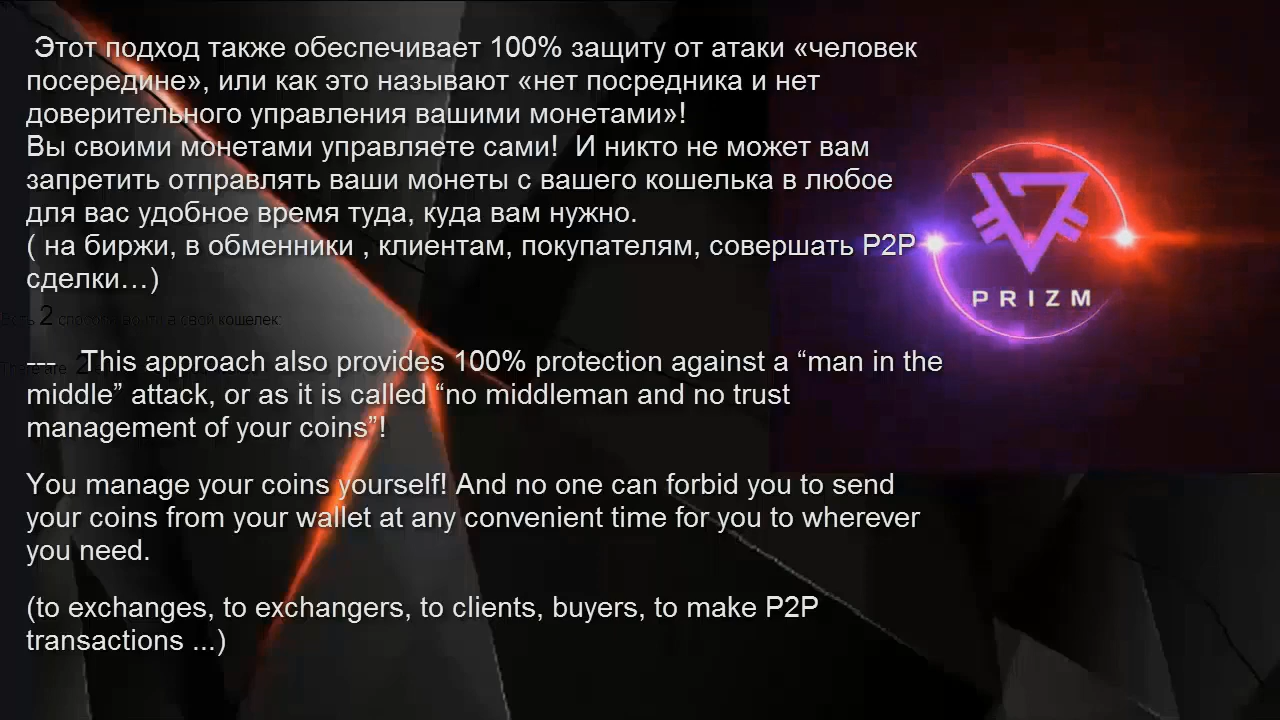 Этот подход также обеспечивает 100% защиту от атаки «человек
посередине», или как это называют «нет посредника и нет
доверительного управления вашими монетами»!
Вы своими монетами управляете сами! И никто не может вам
запретить отправлять ваши монеты с вашего кошелька в любое
для вас удобное время туда, куда вам нужно.
( на биржи, в обменники , клиентам, покупателям, совершать P2P
сделки…)
2 в свой кошелек:
--- This approach also provides 100% protection against a “man in the
middle” attack, or as it is called “no middleman and no trust
management of your coins”!
You manage your coins yourself! And no one can forbid you to send
your coins from your wallet at any convenient time for you to wherever
you need.
(to exchanges, to exchangers, to clients, buyers, to make P2P
transactions ...)
PRIZM